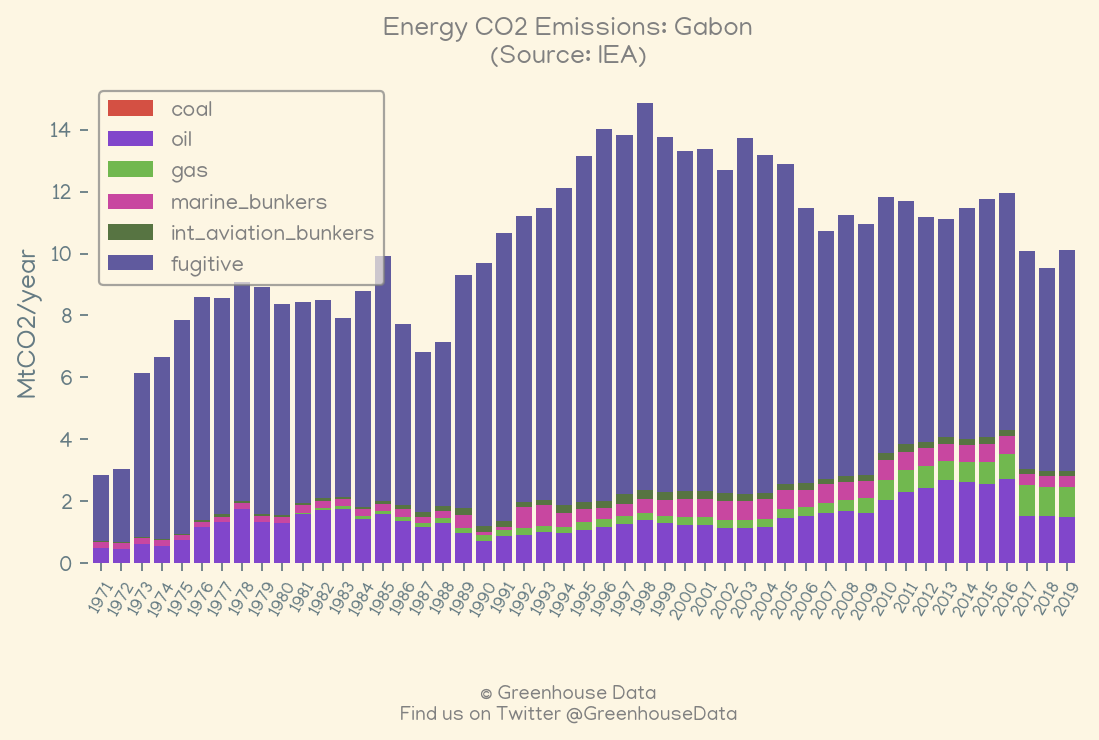 Energy CO2 Emissions: Gabon
(Source: IEA)
coal
oil
gas
marine_bunkers
int_aviation_bunkers
fugitive
MtCO2/year
14
12
10
8
6
4
2
0
1971 1972 1973 1974 1975 1976 1977 1978 1979 1980 1981 1982 1983 1984 1985 1986 1987 1988 1989 1990 1991 1992 1993 1994 1995 1996 1997 1998 1999 2000 2001 2002 2003 2004 2005 2006 2007 2008 2009 2010 2011 2012 2013 2014 2015 2016 2017 2018 2019
© Greenhouse Data
Find us on Twitter @GreenhouseData